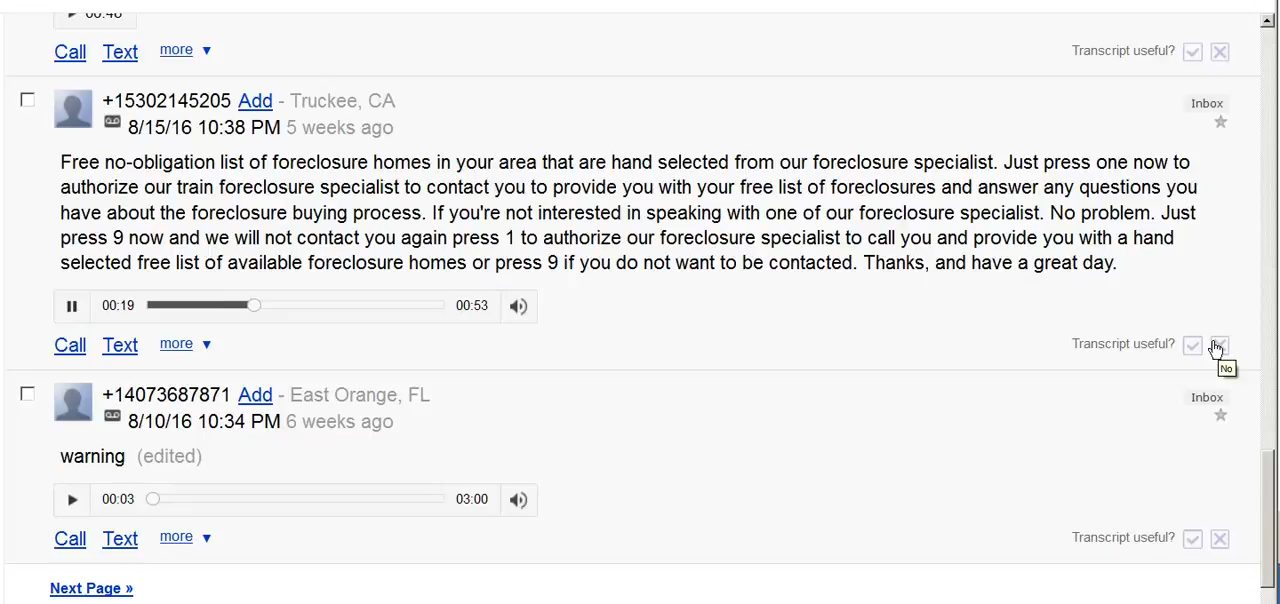 00:48
Call Text more ▼ Transcript useful?
+15302145205 Add - Truckee, CA Inbox
8/15/16 10:38 PM 5 weeks ago
Free no-obligation list of foreclosure homes in your area that are hand selected from our foreclosure specialist. Just press one now to
authorize our train foreclosure specialist to contact you to provide you with your free list of foreclosures and answer any questions you
have about the foreclosure buying process. If you're not interested in speaking with one of our foreclosure specialist. No problem. Just
press 9 now and we will not contact you again press 1 to authorize our foreclosure specialist to call you and provide you with a hand
selected free list of available foreclosure homes or press 9 if you do not want to be contacted. Thanks, and have a great day.
00:19 00:53
Call Text more ▼ Transcript useful?
No
+14073687871 Add - East Orange, FL Inbox
8/10/16 10:34 PM 6 weeks ago
warning (edited)
00:03 03:00
Call Text more ▼ Transcript useful?
Next Page »